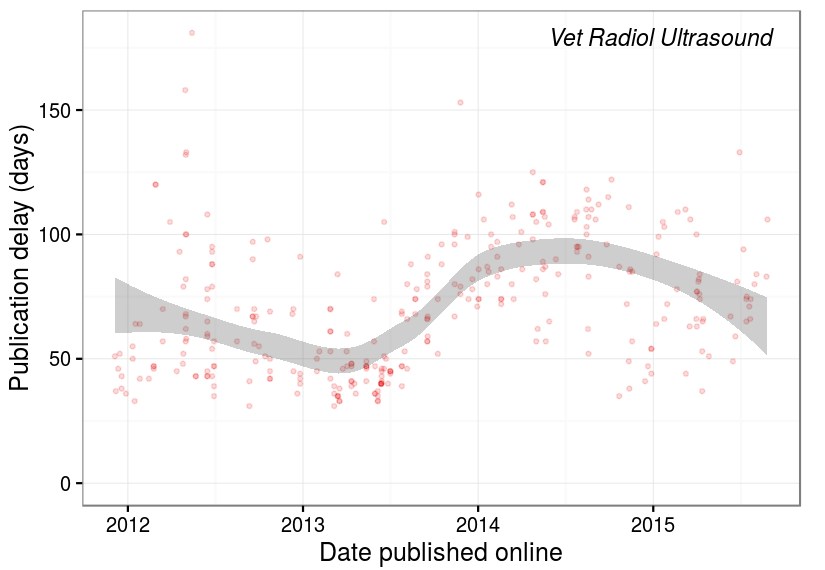 Vet Radiol Ultrasound
Publication delay (days)
150
100
50
0
2012 2013 2014 2015
Date published online